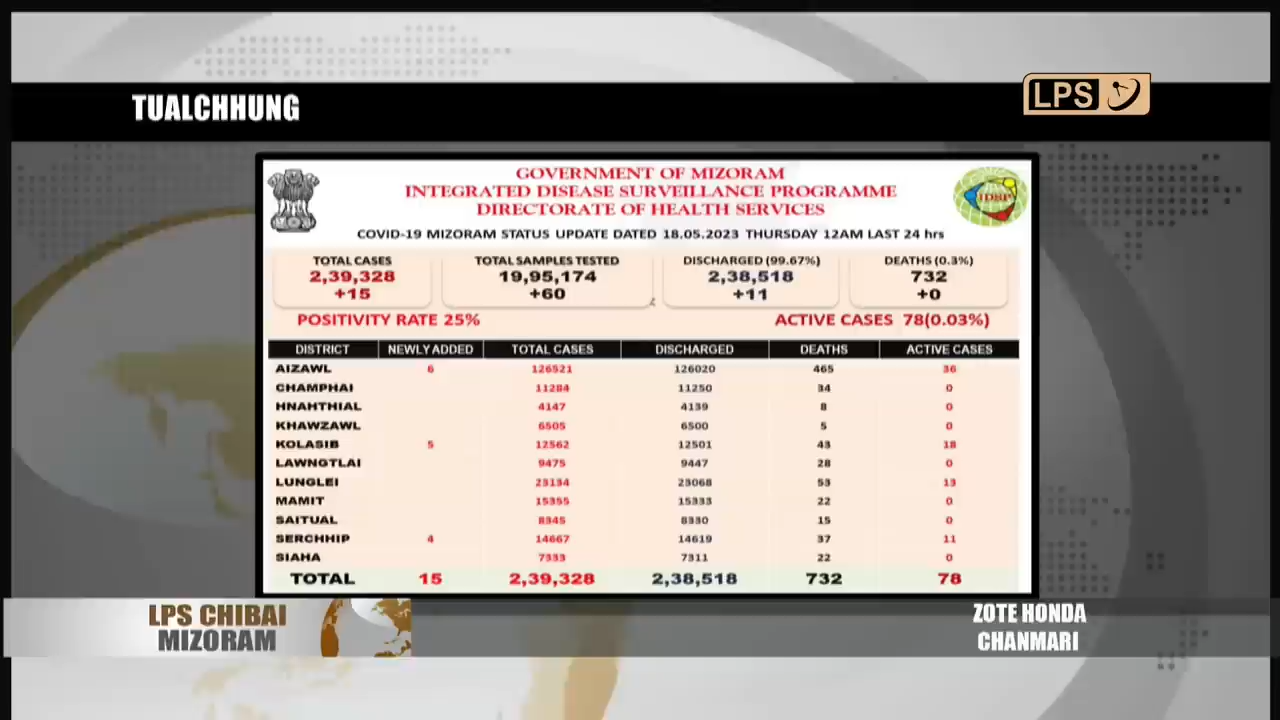 TUALCHHUNG
LPS
GOVERNMENT OF MIZORAM
INTEGRATED DISEASE SURVEILLANCE PROGRAMME
DIRECTORATE OF HEALTH SERVICES
IDSP
COVID-19 MIZORAM STATUS UPDATE DATED 18.05.2023 THURSDAY 12AM LAST 24 hrs
TOTAL CASES TOTAL SAMPLES TESTED DISCHARGED (99.67%) DEATHS (0.3%)
2,39,328 19,95,174 2,38,518 732
+15 +60 +11 +0
POSITIVITY RATE 25% ACTIVE CASES 78(0.03%)
DISTRICT NEWLY ADDED TOTAL CASES DISCHARGED DEATHS ACTIVE CASES
AIZAWL 6 126521 126020 465 36
CHAMPHAI 11284 11250 34 0
HNAHTHIAL 4147 4139 8 0
KHAWZAWL 6505 6500 5 0
KOLASIB 5 12562 12501 43 18
LAWNGTLAI 9475 9447 28 0
LUNGLEI 23134 23068 53 13
MAMIT 15355 15333 22 0
SAITUAL 8345 8330 15 0
SERCHHIP 4 14667 14619 37 11
SIAHA 7333 7311 22 0
TOTAL 15 2,39,328 2,38,518 732 78
LPS CHIBAI
MIZORAM
ZOTE HONDA
CHANMARI